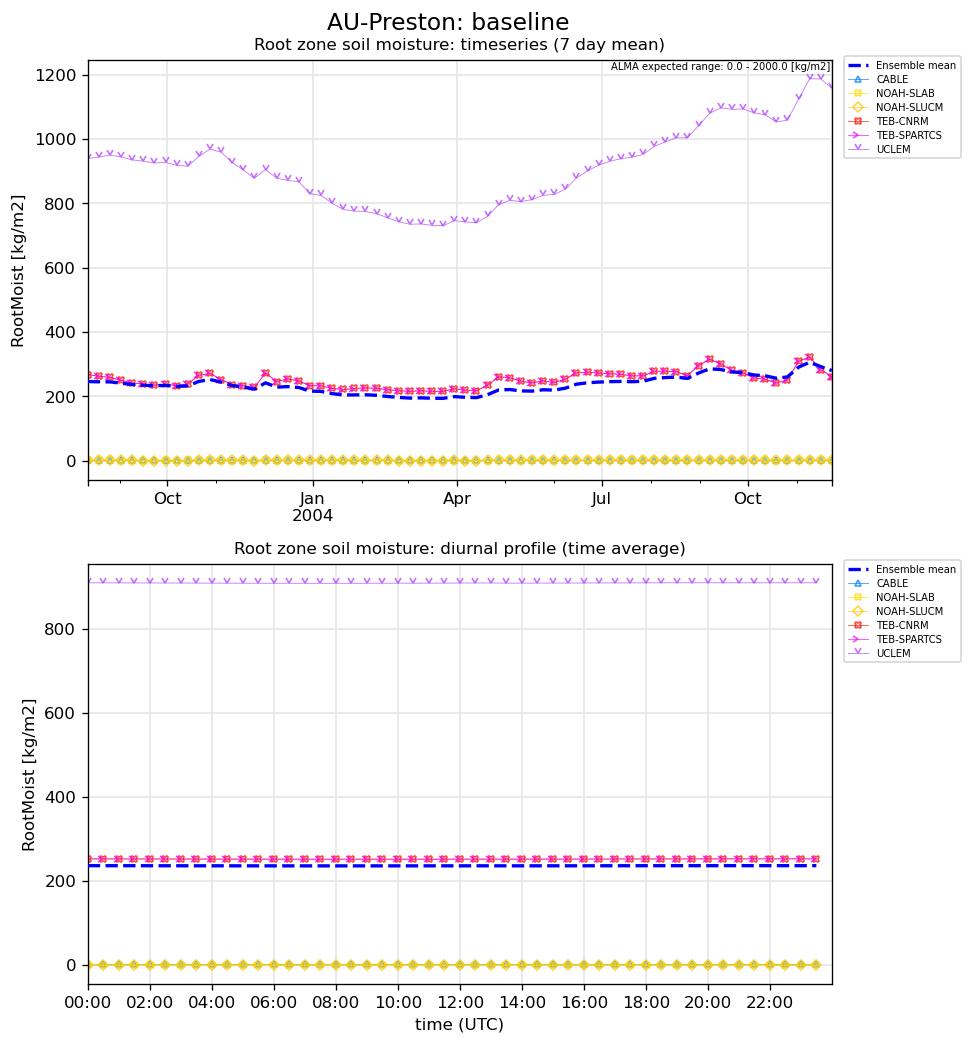 AU-Preston: baseline
Root zone soil moisture: timeseries (7 day mean)
ALMA expected range: 0.0 - 2000.0 [kg/m2]
1200
1000
800
600
400
200
0
RootMoist [kg/m2]
Oct
Jan
2004
Apr
Jul
Oct
Ensemble mean
CABLE
NOAH-SLAB
NOAH-SLUCM
TEB-CNRM
TEB-SPARTCS
UCLEM
Root zone soil moisture: diurnal profile (time average)
800
600
400
200
0
RootMoist [kg/m2]
00:00
02:00
04:00
06:00
08:00
10:00
12:00
14:00
16:00
18:00
20:00
22:00
time (UTC)
Ensemble mean
CABLE
NOAH-SLAB
NOAH-SLUCM
TEB-CNRM
TEB-SPARTCS
UCLEM